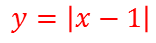 y = |x − 1|